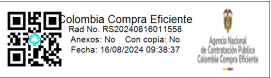 Colombia Compra Eficiente
Rad No. RS20240816011558
Anexos: No Con copia: No
Fecha: 16/08/2024 09:38:37
Agencia Nacional
de Contratación Pública
Colombia Compra Eficiente